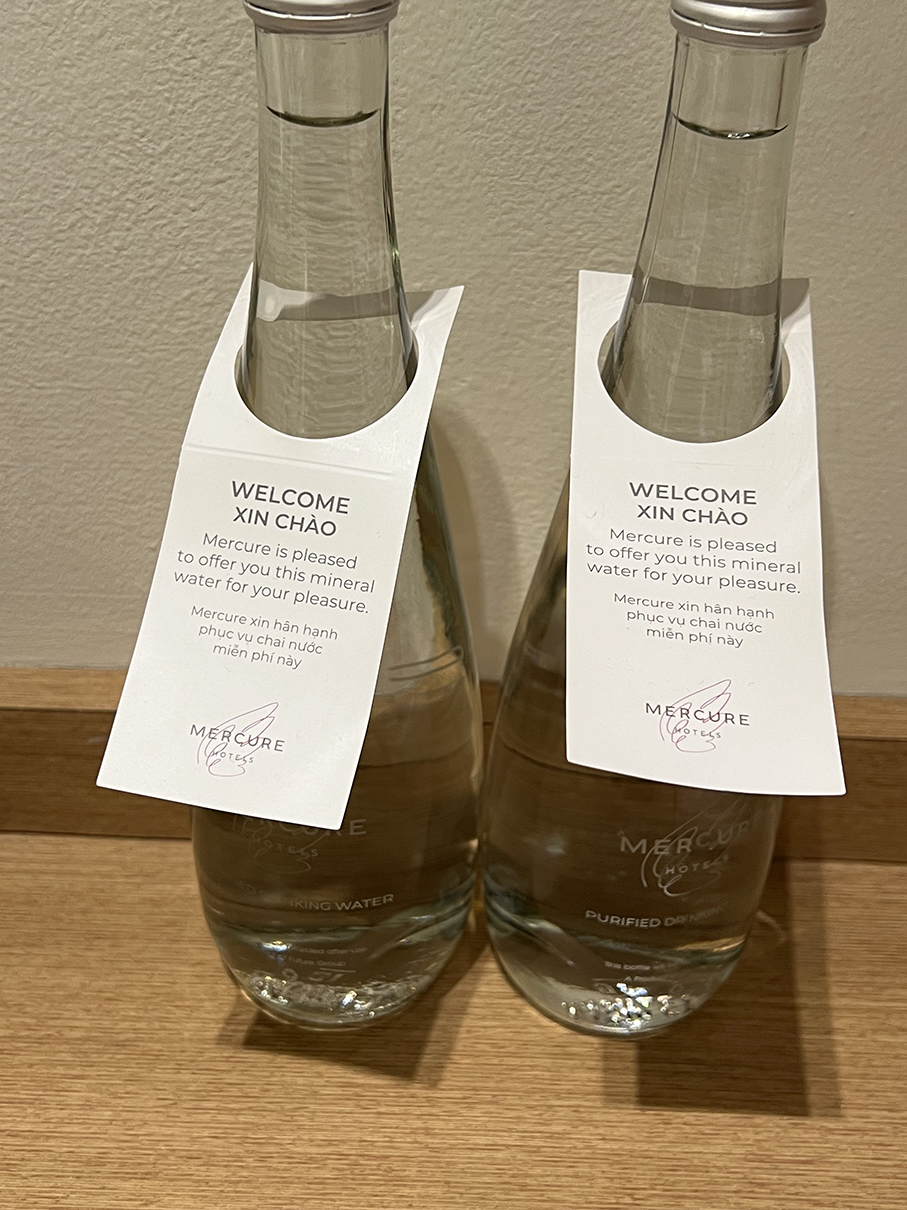 WELCOME
XIN CHÀO
Mercure is pleased
to offer you this mineral
water for your pleasure.
Mercure xin hân hạnh
phục vụ chai nước
miễn phí này
MERCURE
HOTELS
HOTELS
WATER
WELCOME
XIN CHÀO
Mercure is pleased
to offer you this mineral
water for your pleasure.
Mercure xin hân hạnh
phục vụ chai nước
miễn phí này
MERCURE
HOTELS
MERCURE
HOTELS
PURIFIED